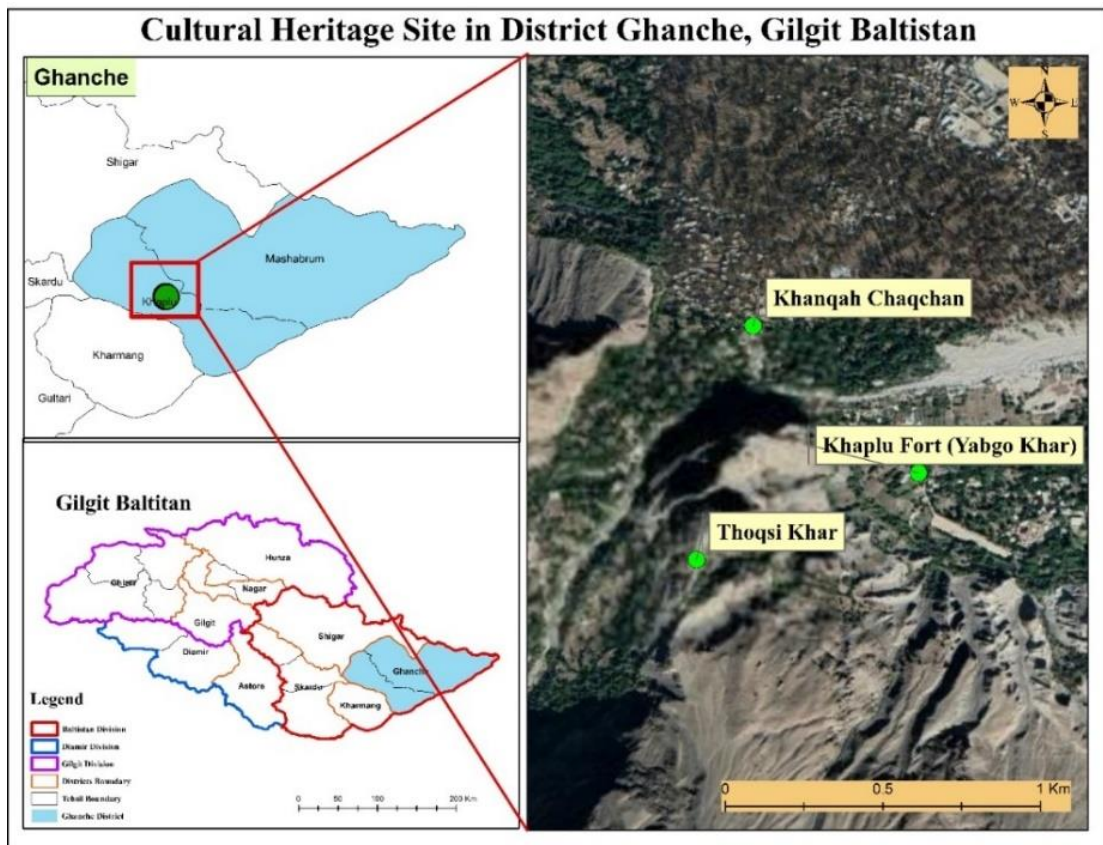 Cultural Heritage Site in District Ghanche, Gilgit Baltistan
Ghanche
Shigar
Mashabrum
Skardu
Khaplu
Kharmang
Gultari
N
W
E
S
Khanqah Chaqchan
Khaplu Fort (Yabgo Khar)
Thoqsi Khar
0
0.5
1 Km
Gilgit Baltitan
Hunza
Ghizer
Nagar
Gilgit
Shigar
Diamir
Ghanche
Astore
Skardu
Kharmang
Legend
Baltistan Division
Diamir Division
Gilgit Division
Districts Boundary
Tehsil Boundary
Ghanche District
0 50 100 200 Km